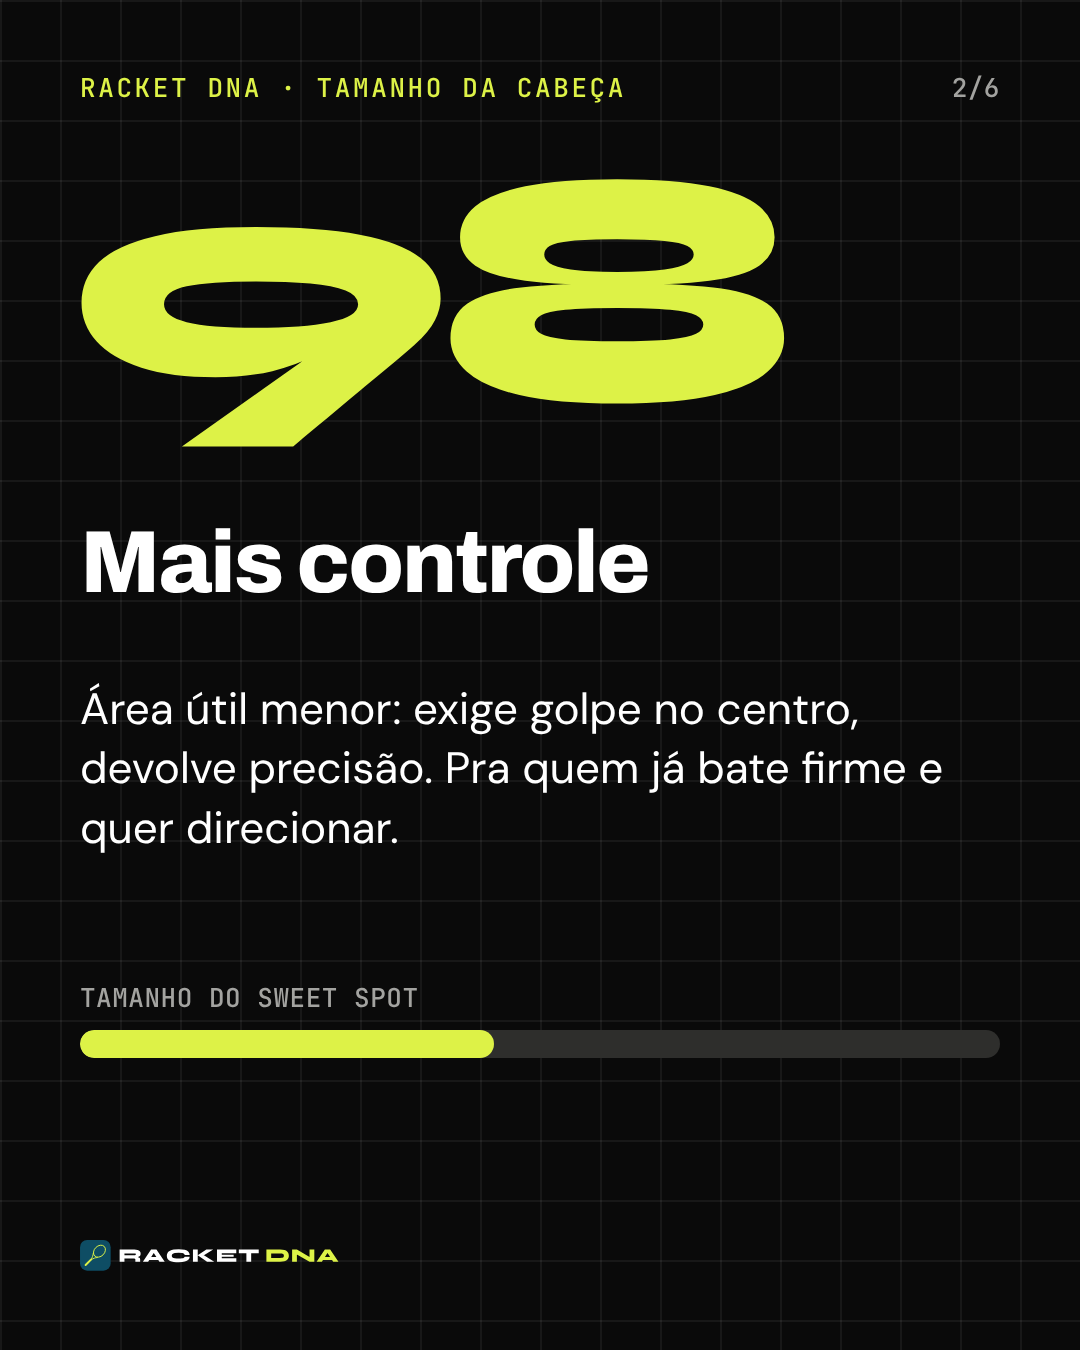 RACKET DNA · TAMANHO DA CABEÇA
2/6
98
Mais controle
Área útil menor: exige golpe no centro,
devolve precisão. Pra quem já bate firme e
quer direcionar.
TAMANHO DO SWEET SPOT
RACKET DNA